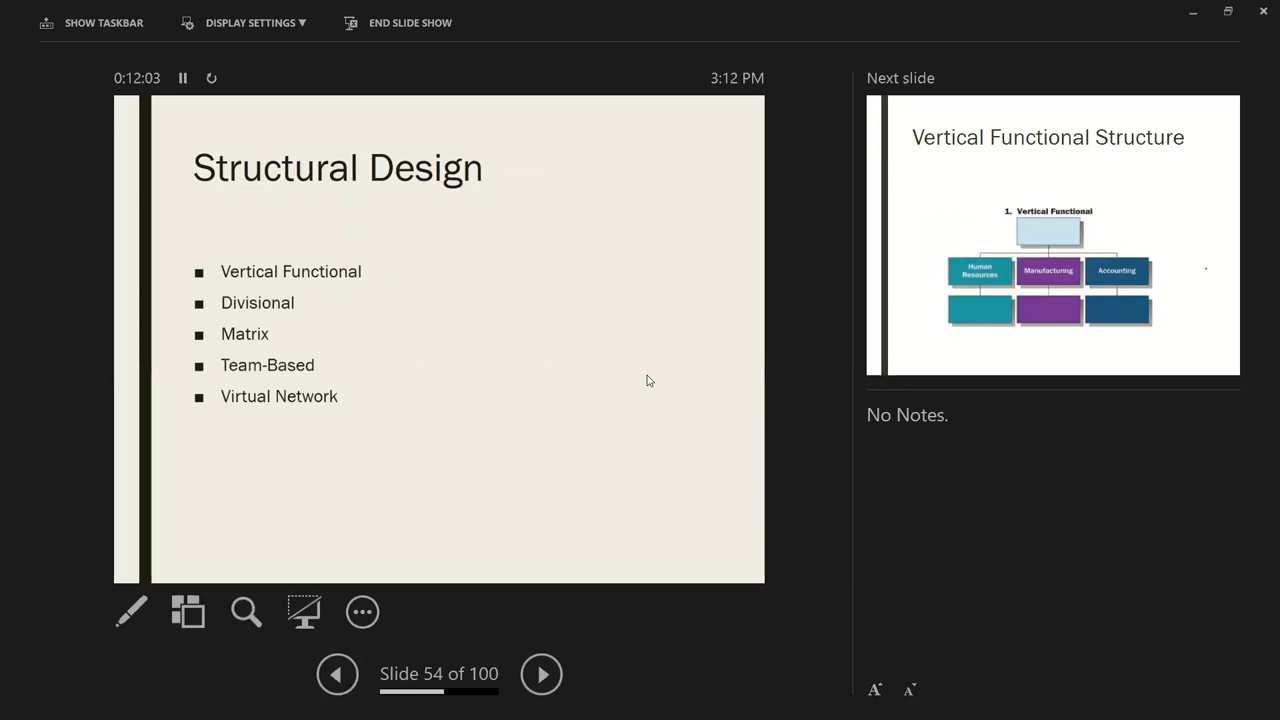 SHOW TASKBAR
DISPLAY SETTINGS ▼
END SLIDE SHOW
0:12:03
3:12 PM
Structural Design
■ Vertical Functional
■ Divisional
■ Matrix
■ Team-Based
■ Virtual Network
Slide 54 of 100
Next slide
Vertical Functional Structure
1. Vertical Functional
Human
Resources
Manufacturing
Accounting
No Notes.
A
A